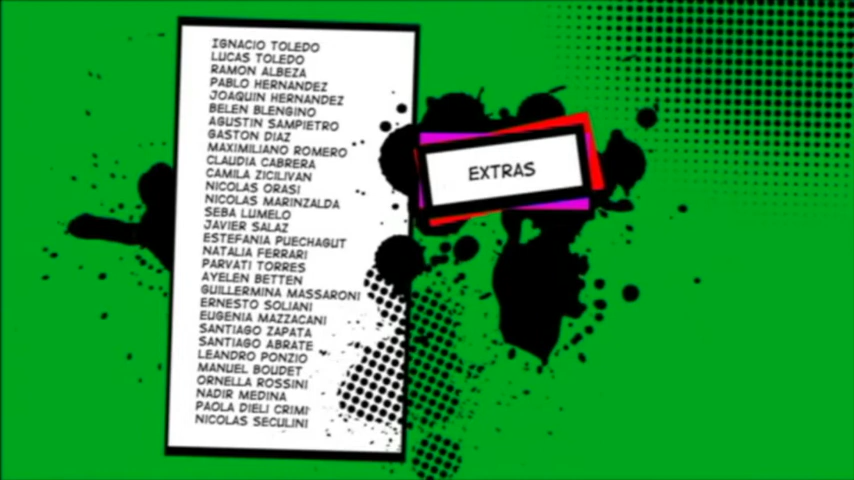 IGNACIO TOLEDO
LUCAS TOLEDO
RAMON ALBEZA
PABLO HERNANDEZ
JOAQUIN HERNANDEZ
BELEN BLENGINO
AGUSTIN SAMPIETRO
GASTON DIAZ
MAXIMILIANO ROMERO
CLAUDIA CABRERA
CAMILA ZICILIVAN
NICOLAS ORASI
NICOLAS MARINZALDA
SEBA LUMELO
JAVIER SALAZ
ESTEFANIA PUECHAGUT
NATALIA FERRARI
PARVATI TORRES
AYELEN BETTEN
GUILLERMINA MASSARONI
ERNESTO SOLIANI
EUGENIA MAZZACANI
SANTIAGO ZAPATA
SANTIAGO ABRATE
LEANDRO PONZIO
MANUEL BOUDET
ORNELLA ROSSINI
NADIR MEDINA
PAOLA DIELI CRIMI
NICOLAS SECULINI
EXTRAS